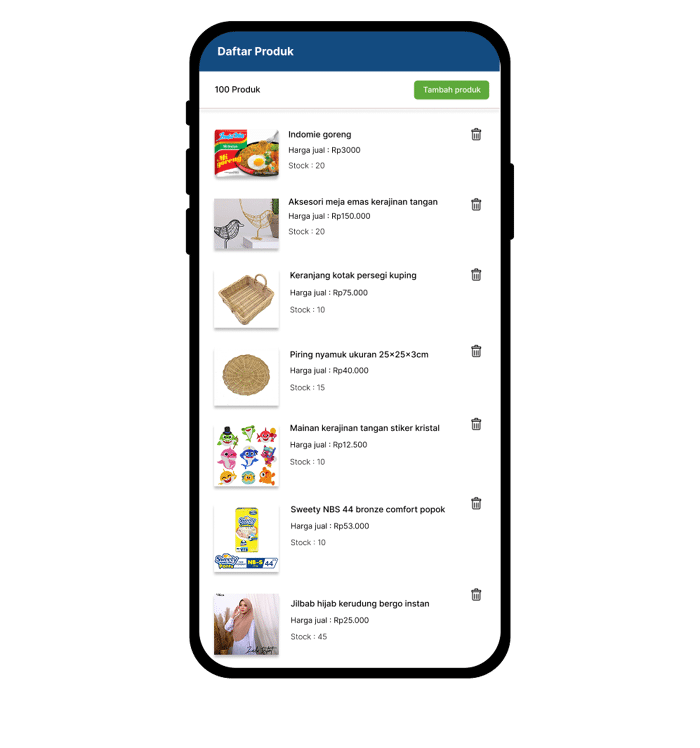 Daftar Produk
100 Produk
Tambah produk
Indomie goreng
Harga jual : Rp3000
Stock : 20
Aksesori meja emas kerajinan tangan
Harga jual : Rp150.000
Stock : 20
Keranjang kotak persegi kuping
Harga jual : Rp75.000
Stock : 10
Piring nyamuk ukuran 25×25×3cm
Harga jual : Rp40.000
Stock : 15
Mainan kerajinan tangan stiker kristal
Harga jual : Rp12.500
Stock : 10
Sweety NBS 44 bronze comfort popok
Harga jual : Rp53.000
Stock : 10
Sweety
NB-S 44
Jilbab hijab kerudung bergo instan
Harga jual : Rp25.000
Stock : 45